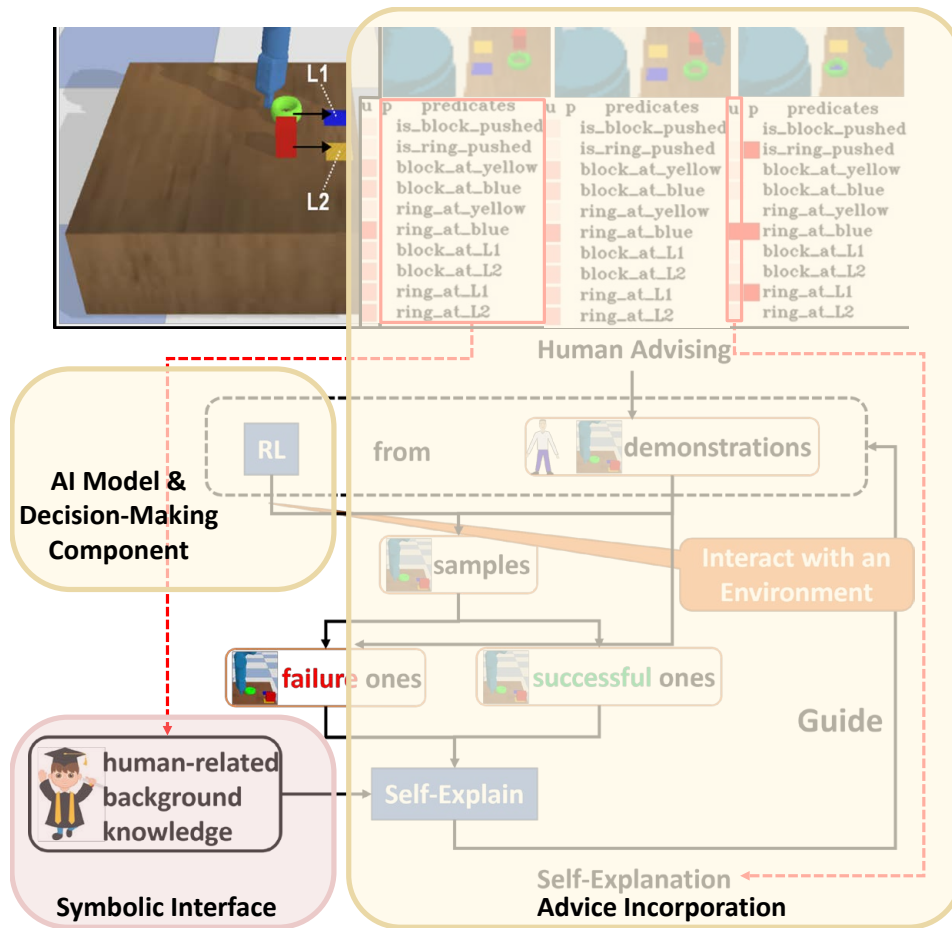 L1
L2
u p predicates
is_block_pushed
is_ring_pushed
block_at_yellow
block_at_blue
ring_at_yellow
ring_at_blue
block_at_L1
block_at_L2
ring_at_L1
ring_at_L2
u p predicates
is_block_pushed
is_ring_pushed
block_at_yellow
block_at_blue
ring_at_yellow
ring_at_blue
block_at_L1
block_at_L2
ring_at_L1
ring_at_L2
u p predicates
is_block_pushed
is_ring_pushed
block_at_yellow
block_at_blue
ring_at_yellow
ring_at_blue
block_at_L1
block_at_L2
ring_at_L1
ring_at_L2
Human Advising
RL
from
demonstrations
AI Model &
Decision-Making
Component
samples
Interact with an
Environment
failure ones
successful ones
Guide
human-related
background
knowledge
Self-Explain
Symbolic Interface
Self-Explanation
Advice Incorporation